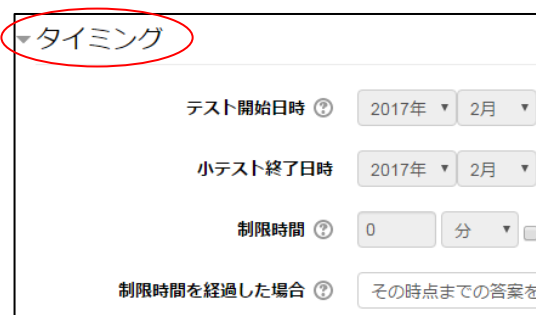 タイミング
テスト開始日時 2017年 2月
小テスト終了日時 2017年 2月
制限時間 0 分
制限時間を経過した場合 その時点までの答案を